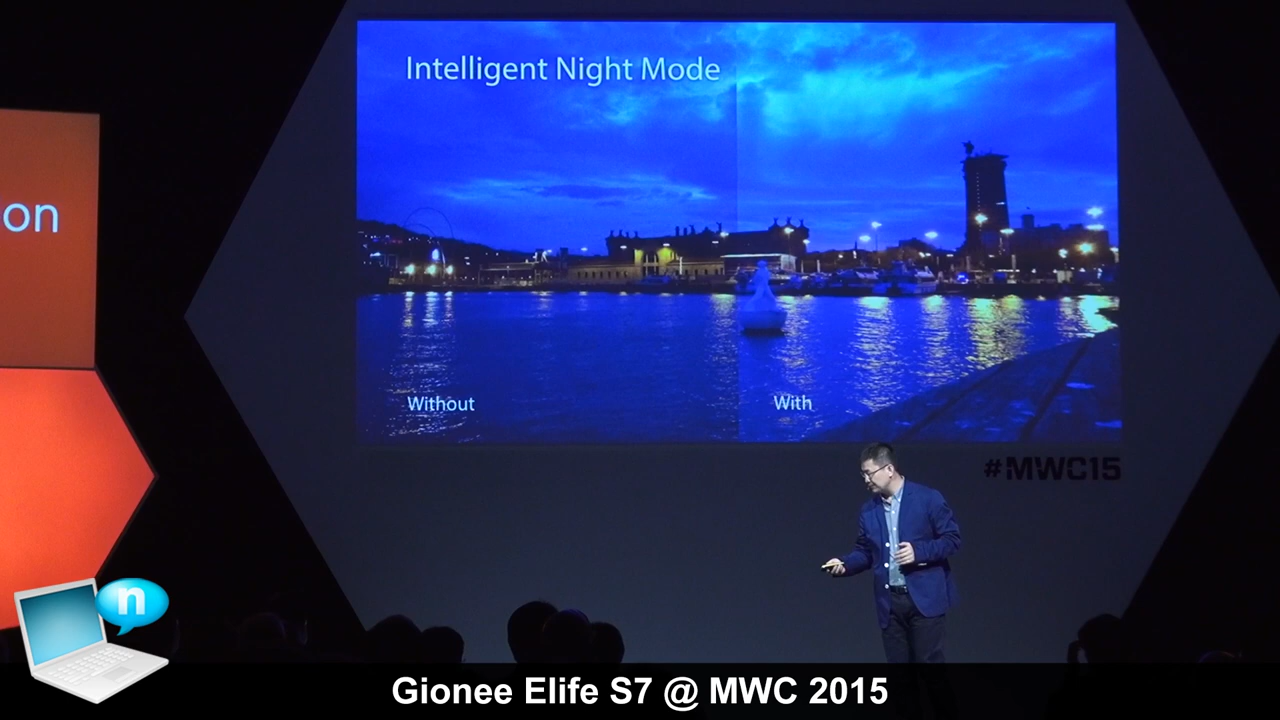 Intelligent Night Mode
on
Without
With
#MWC15
n
Gionee Elife S7 @ MWC 2015